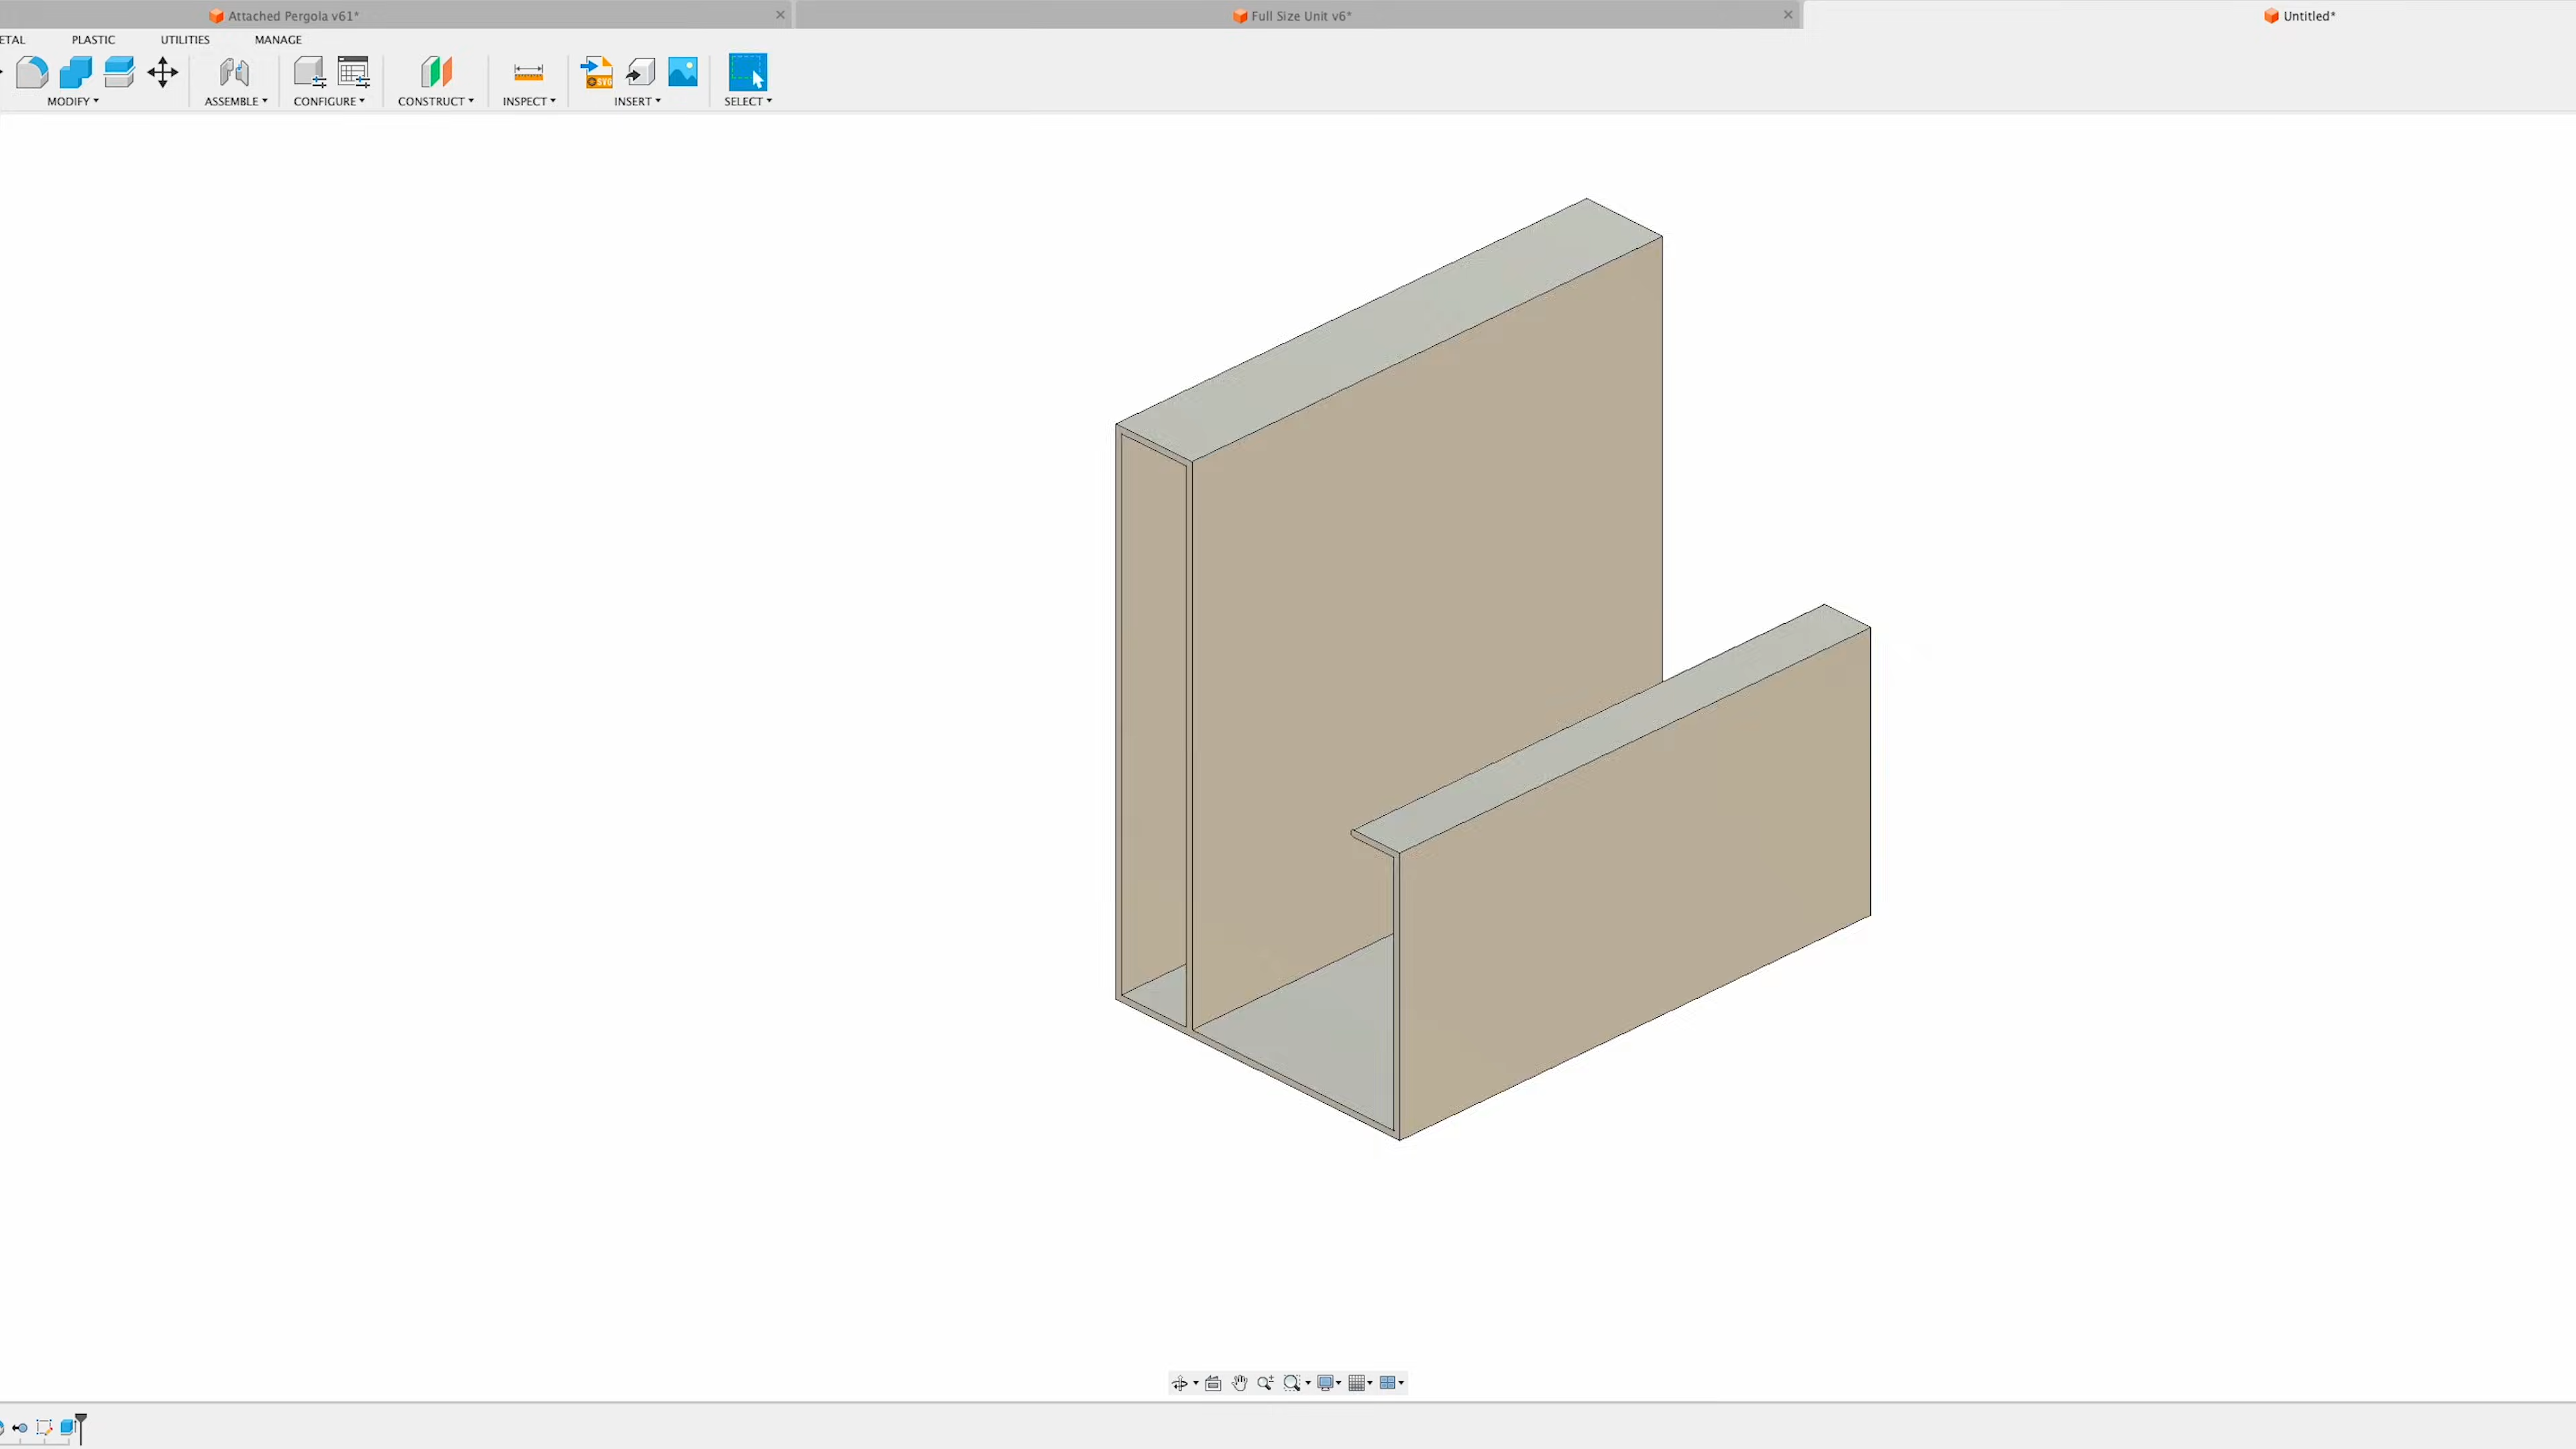 Attached Pergola v61*
Full Size Unit v6*
Untitled*
ETAL PLASTIC UTILITIES MANAGE
MODIFY ASSEMBLE CONFIGURE CONSTRUCT INSPECT INSERT SELECT
SVG